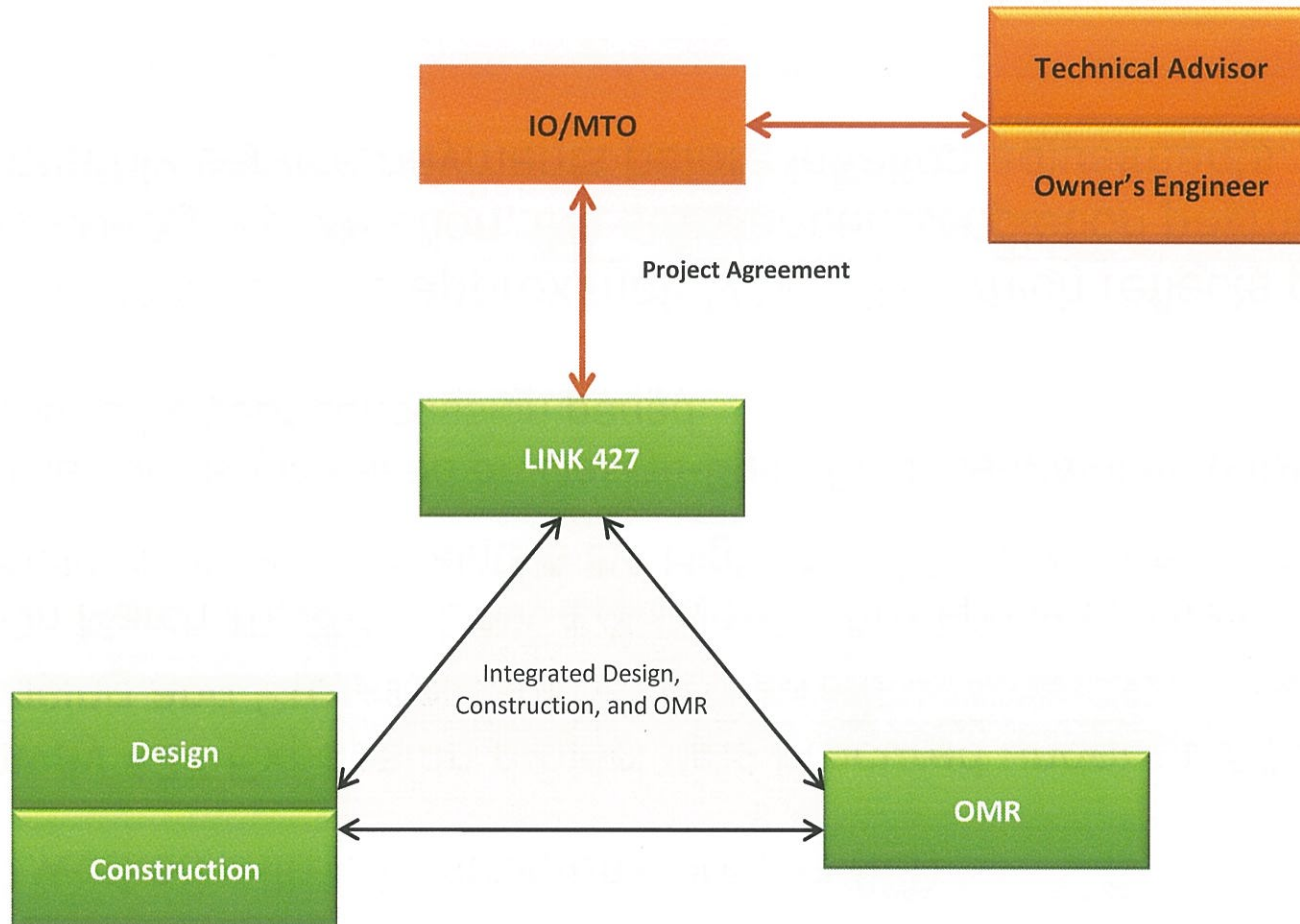 Technical Advisor
IO/MTO
Owner's Engineer
Project Agreement
LINK 427
Integrated Design,
Construction, and OMR
Design
OMR
Construction